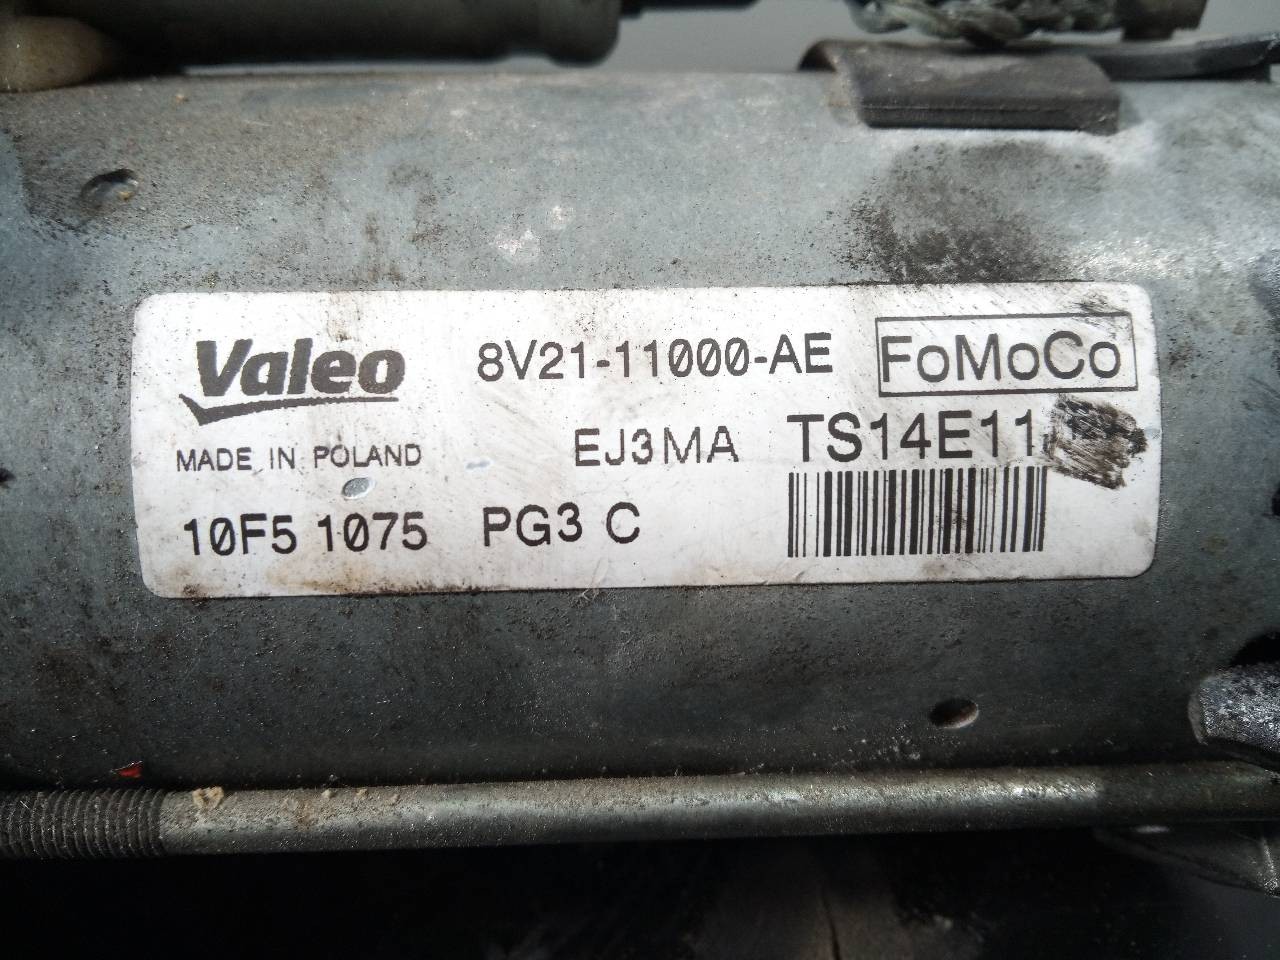 Valeo 8V21-11000-AE FoMoCo
MADE IN POLAND EJ3MA TS14E11
10F5 1075 PG3 C